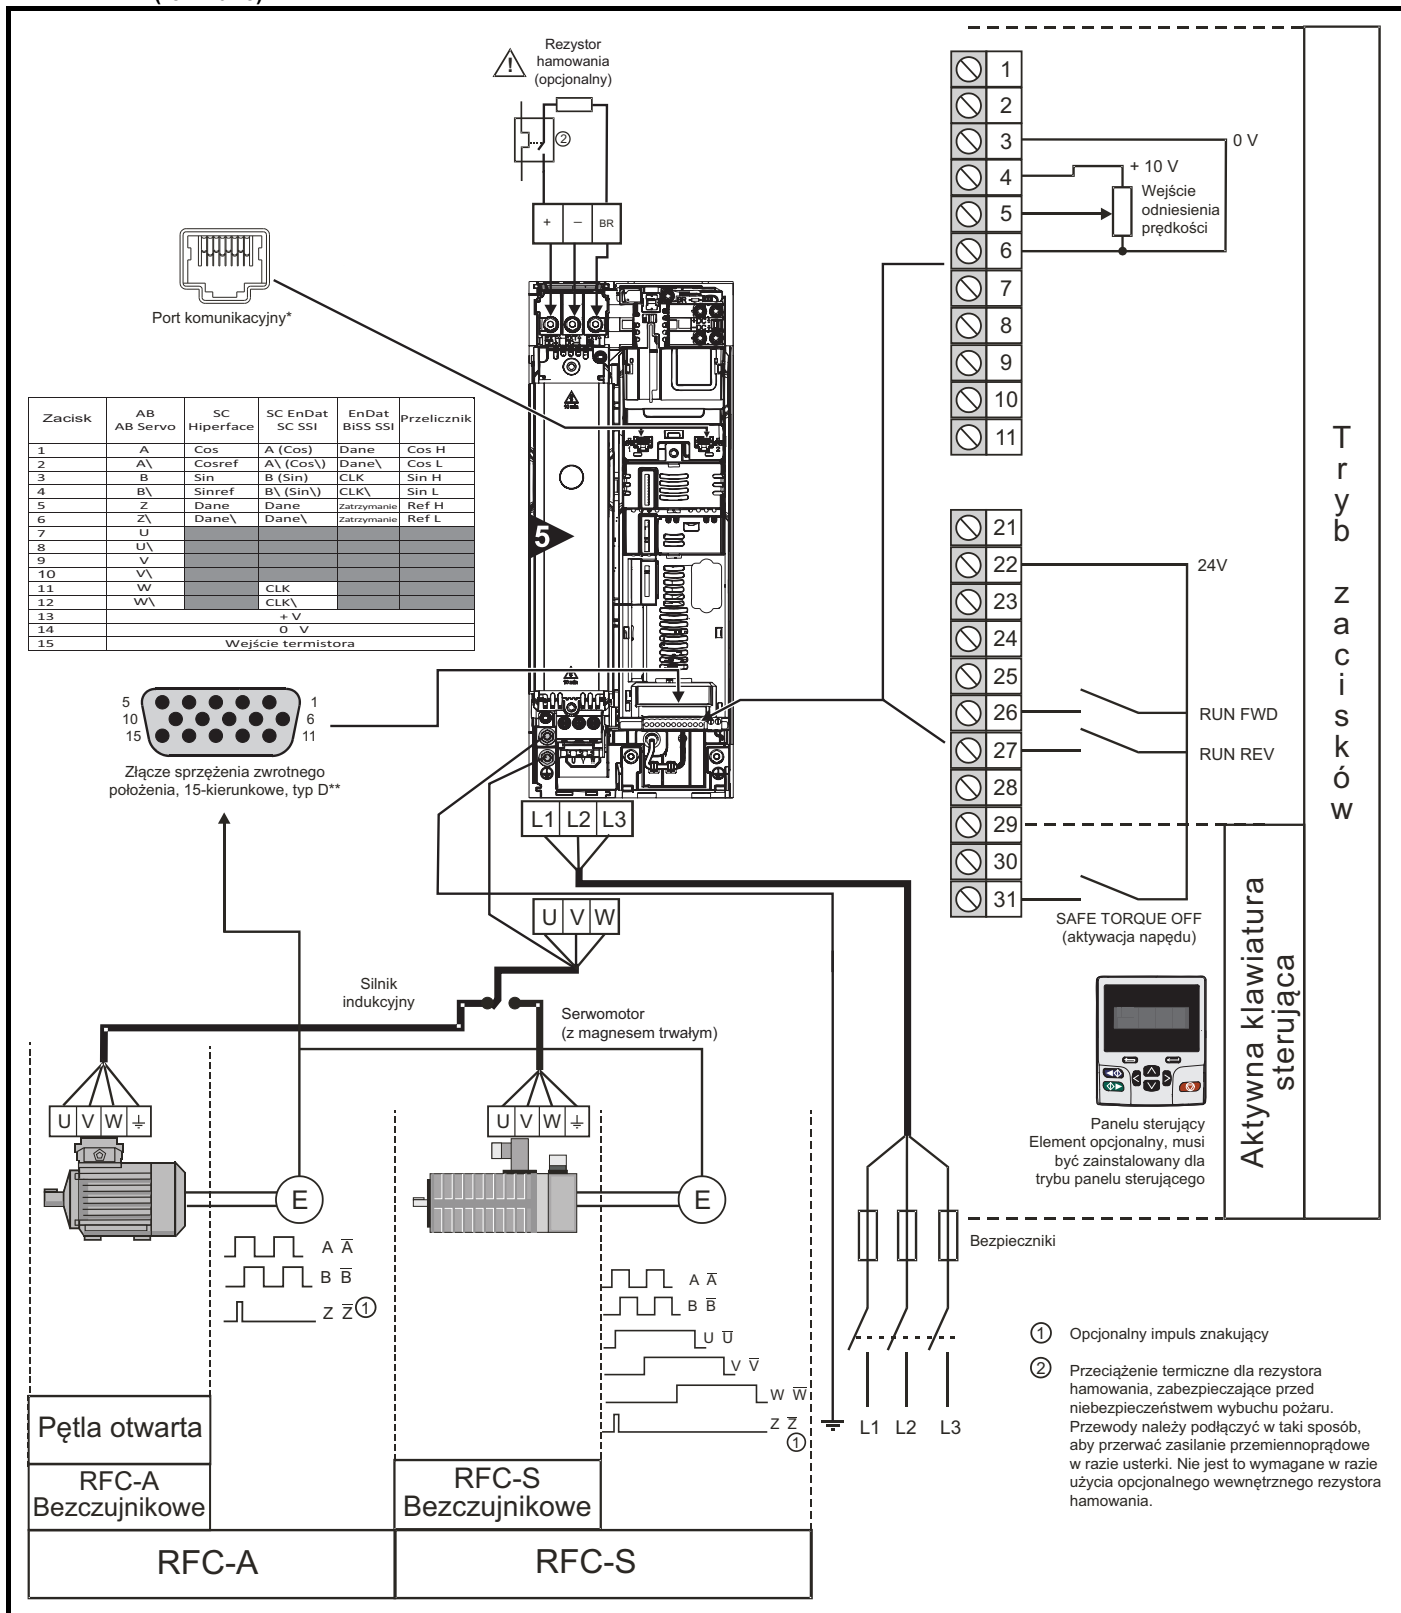 Rezystor
hamowania
(opcjonalny)
②
+ – BR
Port komunikacyjny*
Zacisk | AB AB Servo | SC Hiperface | SC EnDat SC SSI | EnDat BiSS SSI | Przelicznik
1 | A | Cos | A (Cos) | Dane | Cos H
2 | A\ | Cosref | A\ (Cos\) | Dane\ | Cos L
3 | B | Sin | B (Sin) | CLK | Sin H
4 | B\ | Sinref | B\ (Sin\) | CLK\ | Sin L
5 | Z | Dane | Dane | Zatrzymanie | Ref H
6 | Z\ | Dane\ | Dane\ | Zatrzymanie | Ref L
7 | U
8 | U\
9 | V
10 | V\
11 | W | CLK
12 | W\ | CLK\
13 | + V
14 | 0 V
15 | Wejście termistora
5
5 1
10 6
15 11
Złącze sprzężenia zwrotnego
położenia, 15-kierunkowe, typ D**
L1 L2 L3
U V W
Silnik
indukcyjny
Serwomotor
(z magnesem trwałym)
U V W
U V W
E
E
A A̅
B B̅
Z Z̅ ①
A A̅
B B̅
U U̅
V V̅
W W̅
Z Z̅
①
Pętla otwarta
RFC-A
Bezczujnikowe
RFC-S
Bezczujnikowe
RFC-A
RFC-S
1
2
3
4
5
6
7
8
9
10
11
0 V
+ 10 V
Wejście
odniesienia
prędkości
21
22
23
24
25
26
27
28
29
30
31
24V
RUN FWD
RUN REV
SAFE TORQUE OFF
(aktywacja napędu)
Tryb zacisków
Aktywna klawiatura
sterująca
Panelu sterujący
Element opcjonalny, musi
być zainstalowany dla
trybu panelu sterującego
Bezpieczniki
L1 L2 L3
① Opcjonalny impuls znakujący
② Przeciążenie termiczne dla rezystora
hamowania, zabezpieczające przed
niebezpieczeństwem wybuchu pożaru.
Przewody należy podłączyć w taki sposób,
aby przerwać zasilanie przemiennoprądowe
w razie usterki. Nie jest to wymagane w razie
użycia opcjonalnego wewnętrznego rezystora
hamowania.